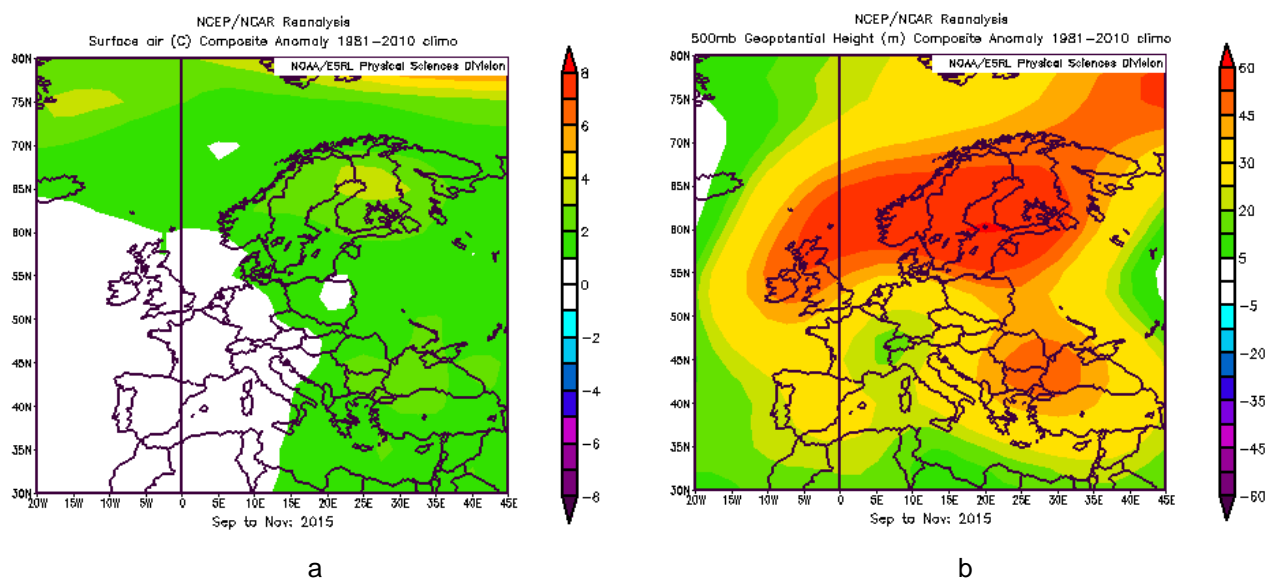 NCEP/NCAR Reanalysis
Surface air (C) Composite Anomaly 1981-2010 climo
NOAA/ESRL Physical Sciences Division
80N
75N
70N
65N
60N
55N
50N
45N
40N
35N
30N
20W 15W 10W 5W 0 5E 10E 15E 20E 25E 30E 35E 40E 45E
Sep to Nov: 2015
8
6
4
2
0
-2
-4
-6
-8
a
NCEP/NCAR Reanalysis
500mb Geopotential Height (m) Composite Anomaly 1981-2010 climo
NOAA/ESRL Physical Sciences Division
80N
75N
70N
65N
60N
55N
50N
45N
40N
35N
30N
20W 15W 10W 5W 0 5E 10E 15E 20E 25E 30E 35E 40E 45E
Sep to Nov: 2015
60
45
30
20
5
-5
-20
-35
-45
-60
b